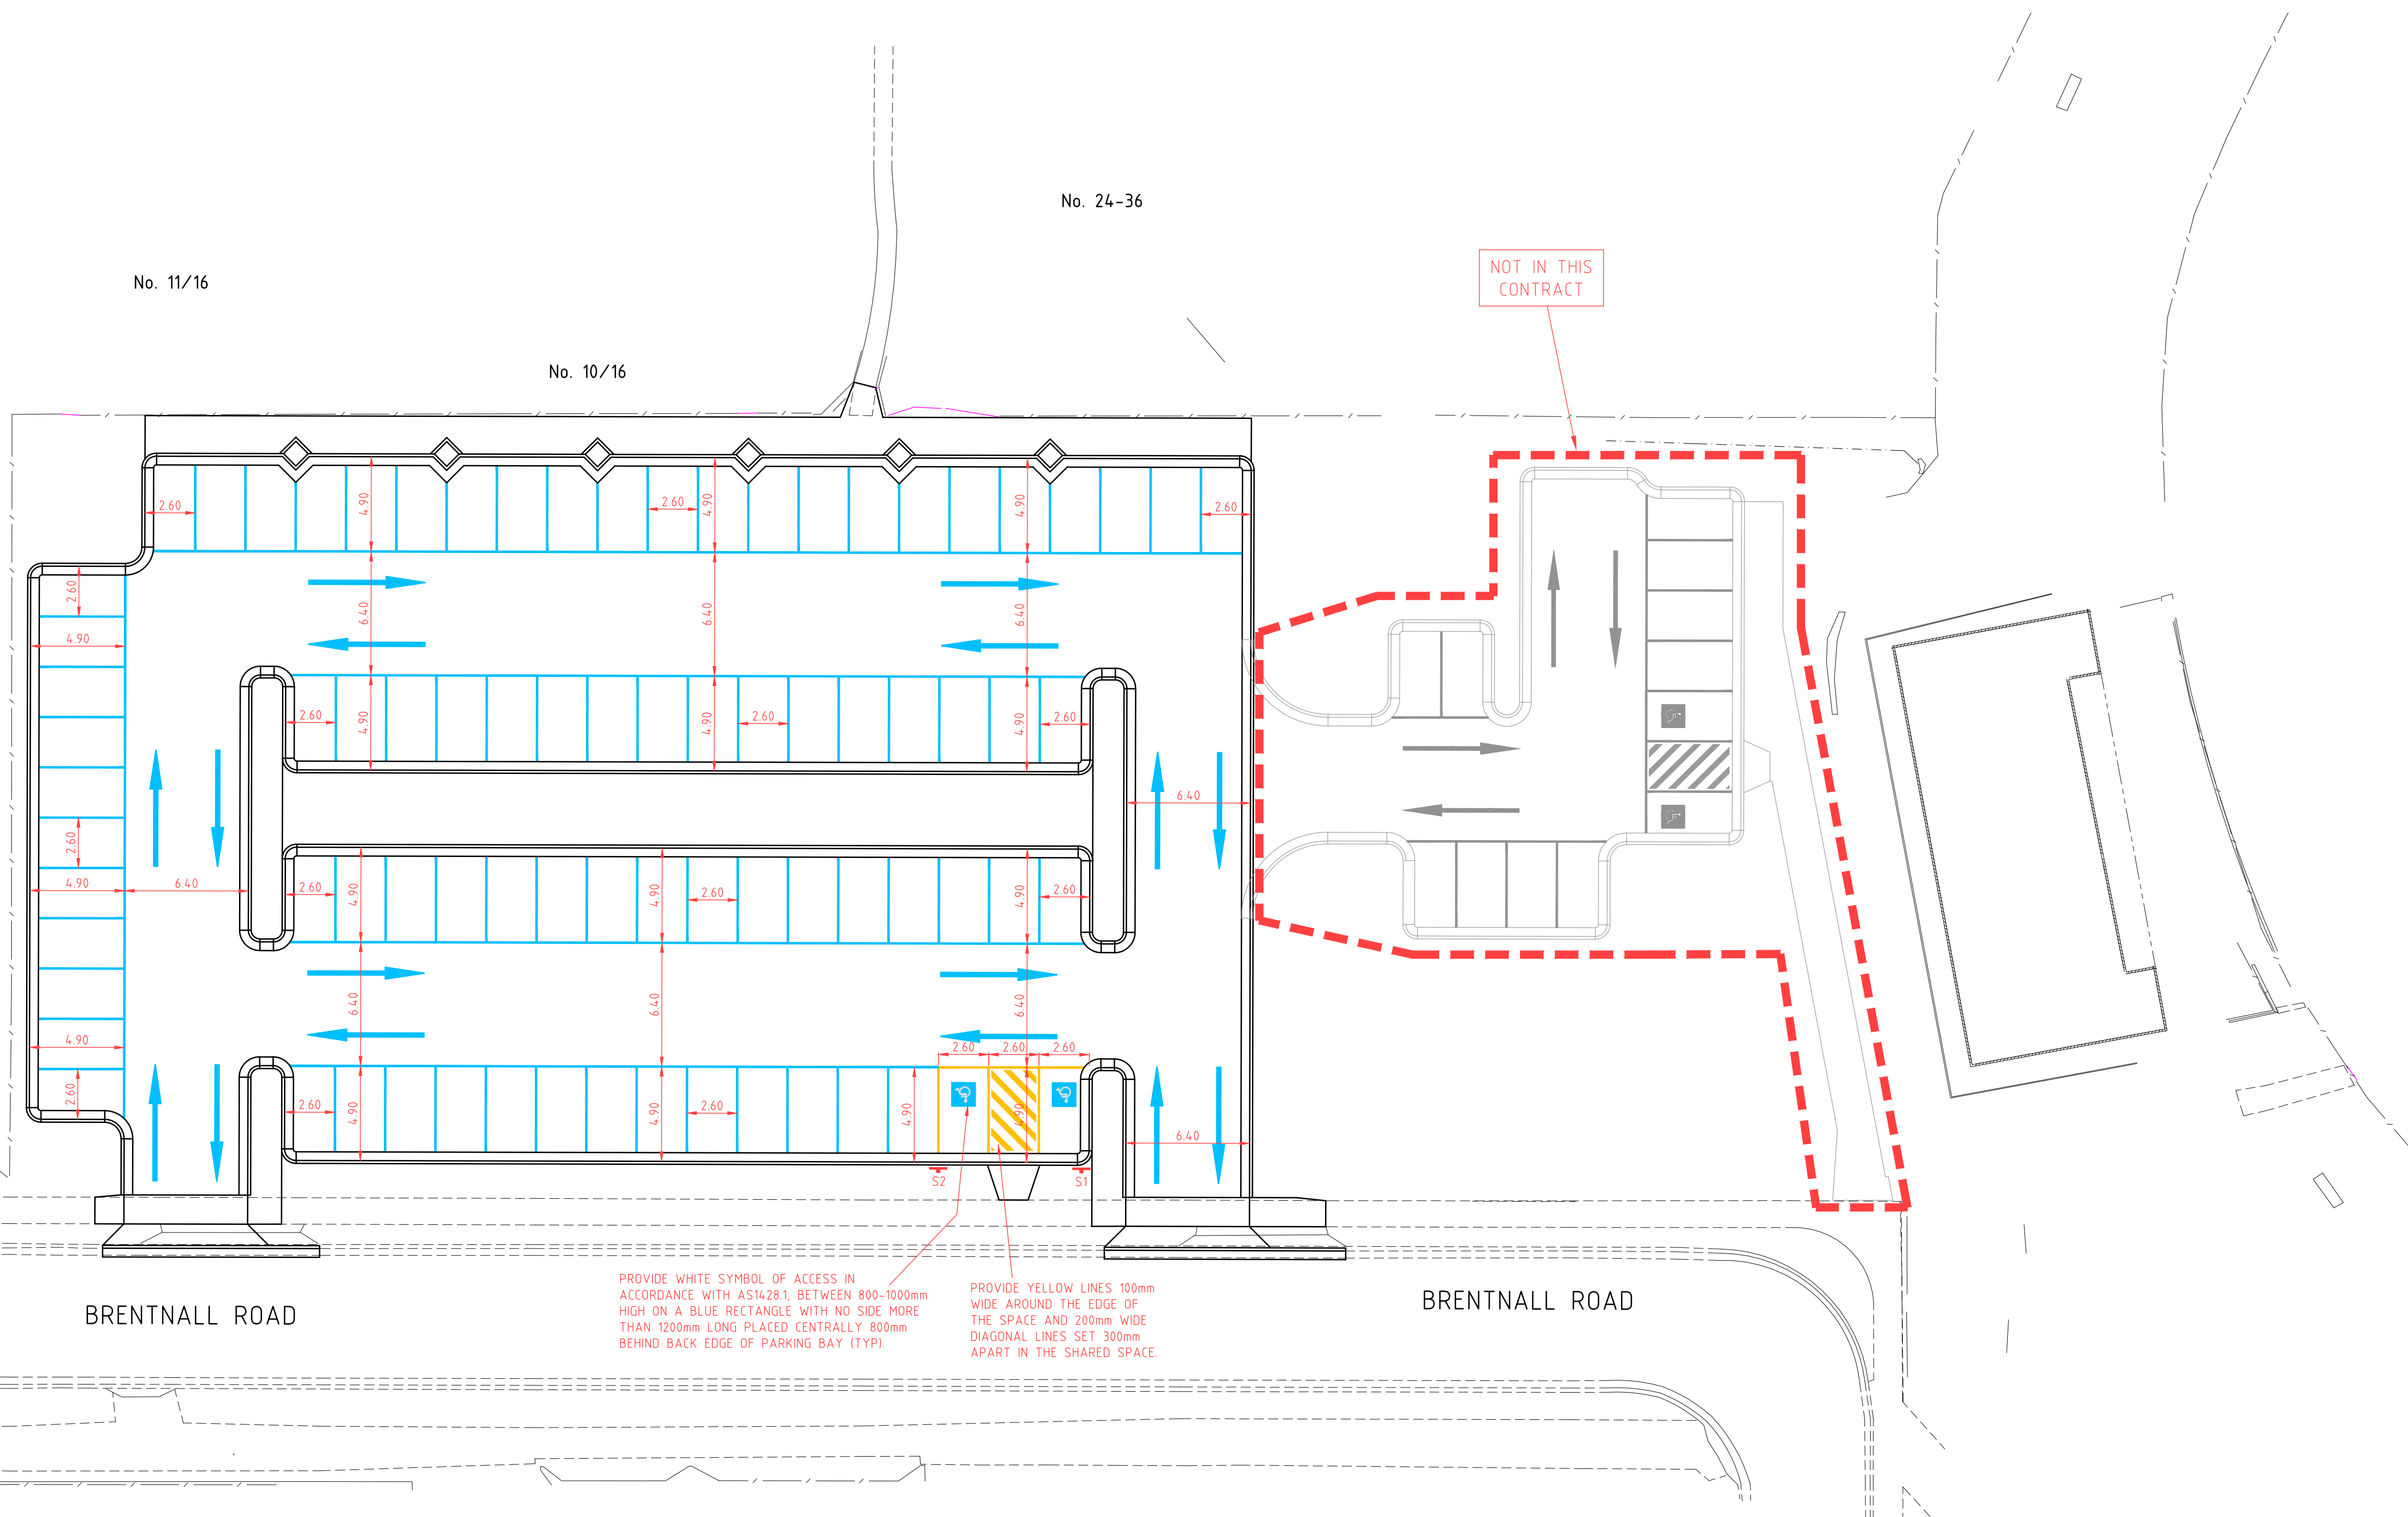 No. 24-36
NOT IN THIS
CONTRACT
No. 11/16
No. 10/16
2.60
4.90
2.60
4.90
4.90
2.60
2.60
4.90
6.40
6.40
6.40
2.60
4.90
2.60
4.90
2.60
4.90
2.60
6.40
2.60
4.90
6.40
2.60
4.90
2.60
4.90
4.90
2.60
6.40
6.40
6.40
4.90
2.60
2.60
2.60
2.60
2.60
4.90
4.90
2.60
4.90
4.90
6.40
S2
S1
PROVIDE WHITE SYMBOL OF ACCESS IN
ACCORDANCE WITH AS1428.1, BETWEEN 800-1000mm
HIGH ON A BLUE RECTANGLE WITH NO SIDE MORE
THAN 1200mm LONG PLACED CENTRALLY 800mm
BEHIND BACK EDGE OF PARKING BAY (TYP).
PROVIDE YELLOW LINES 100mm
WIDE AROUND THE EDGE OF
THE SPACE AND 200mm WIDE
DIAGONAL LINES SET 300mm
APART IN THE SHARED SPACE.
BRENTNALL ROAD
BRENTNALL ROAD